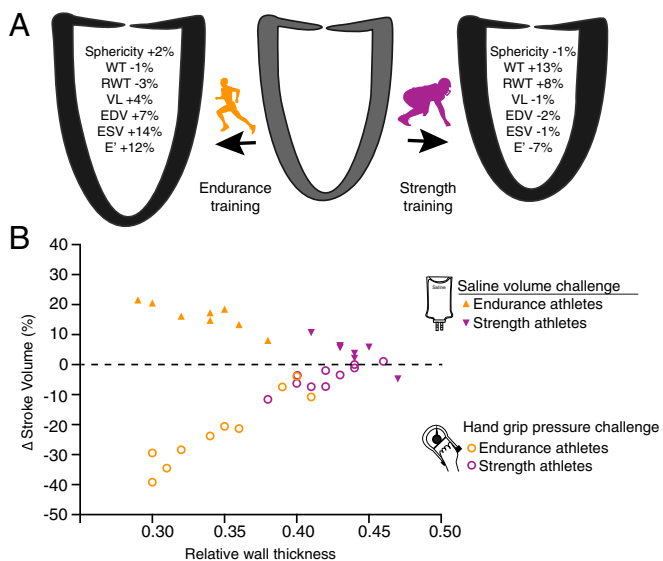 A
Sphericity +2%
WT -1%
RWT -3%
VL +4%
EDV +7%
ESV +14%
E' +12%
Endurance
training
Strength
training
Sphericity -1%
WT +13%
RWT +8%
VL -1%
EDV -2%
ESV -1%
E' -7%
B
Δ Stroke Volume (%)
40
30
20
10
0
-10
-20
-30
-40
-50
0.30
0.35
0.40
0.45
0.50
Relative wall thickness
Saline
Saline volume challenge
Endurance athletes
Strength athletes
Hand grip pressure challenge
Endurance athletes
Strength athletes